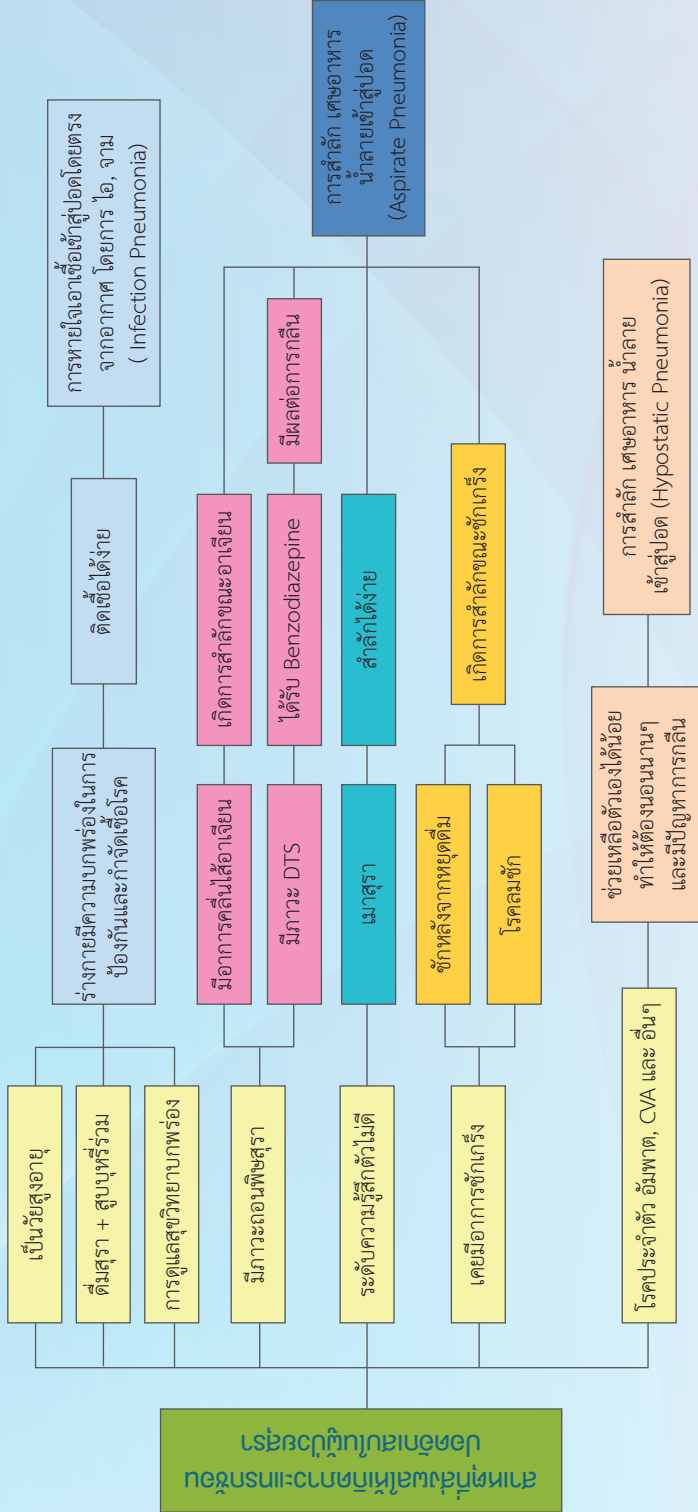 สาเหตุที่ส่งผลให้เกิดภาวะแทรกซ้อน
ปอดอักเสบในผู้ป่วยสุรา
เป็นวัยสูงอายุ
ดื่มสุรา + สูบบุหรี่ร่วม
การดูแลสุขวิทยาบกพร่อง
ร่างกายมีความบกพร่องในการ
ป้องกันและกำจัดเชื้อโรค
ติดเชื้อได้ง่าย
การหายใจเอาเชื้อเข้าสู่ปอดโดยตรง
จากอากาศ โดยการ ไอ, จาม
( Infection Pneumonia)
มีภาวะถอนพิษสุรา
มีอาการคลื่นไส้อาเจียน
เกิดการสำลักขณะอาเจียน
มีภาวะ DTS
ได้รับ Benzodiazepine
มีผลต่อการกลืน
ระดับความรู้สึกตัวไม่ดี
เมาสุรา
สำลักได้ง่าย
เคยมีอาการชักเกร็ง
ชักหลังจากหยุดดื่ม
โรคลมชัก
เกิดการสำลักขณะชักเกร็ง
การสำลัก เศษอาหาร
น้ำลายเข้าสู่ปอด
(Aspirate Pneumonia)
โรคประจำตัว อัมพาต, CVA และ อื่นๆ
ช่วยเหลือตัวเองได้น้อย
ทำให้ต้องนอนนานๆ
และมีปัญหาการกลืน
การสำลัก เศษอาหาร น้ำลาย
เข้าสู่ปอด (Hypostatic Pneumonia)